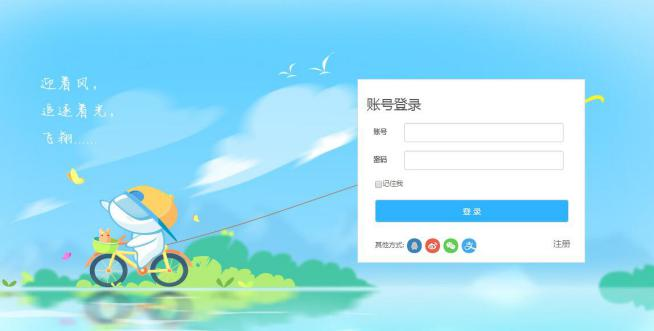 迎着风，
追逐着光，
飞翔......
账号登录
账号
密码
记住我
登 录
其他方式:
注册